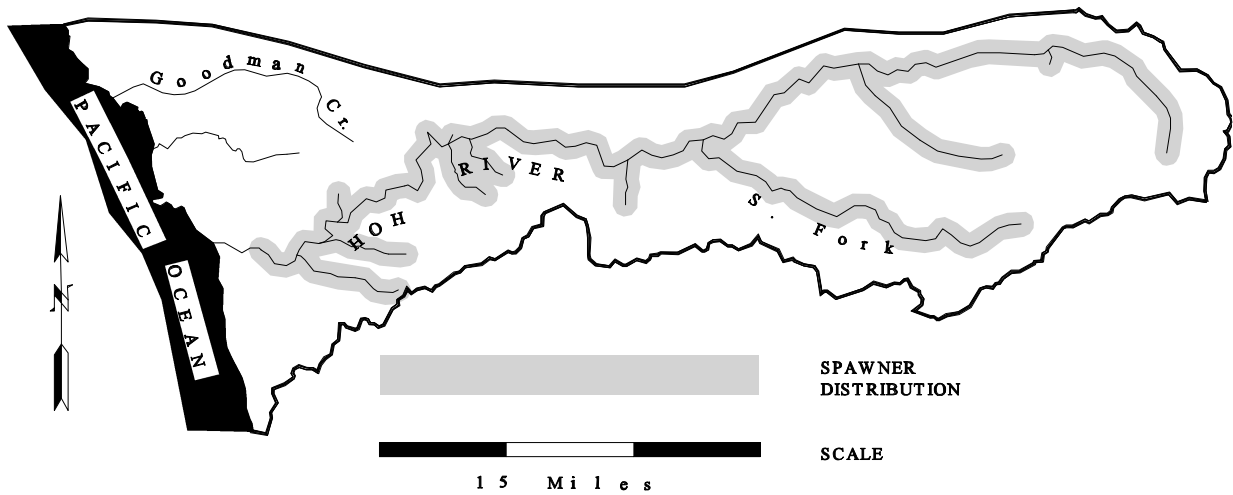 Goodman Cr.
PACIFIC
OCEAN
HOH RIVER
S. Fork
N
SPAWNER
DISTRIBUTION
SCALE
15 Miles